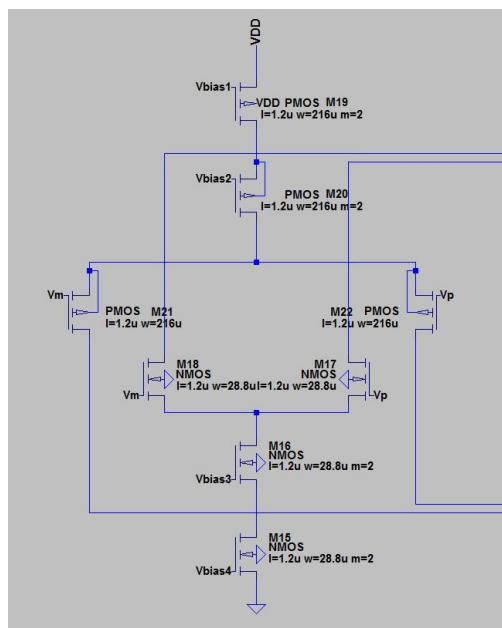 VDD
Vbias1
VDD PMOS M19
l=1.2u w=216u m=2
Vbias2
PMOS M20
l=1.2u w=216u m=2
Vm
PMOS M21
l=1.2u w=216u
M22 PMOS
l=1.2u w=216u
Vp
M18
NMOS
l=1.2u w=28.8u
Vm
M17
NMOS
l=1.2u w=28.8u
Vp
M16
NMOS
l=1.2u w=28.8u m=2
Vbias3
M15
NMOS
l=1.2u w=28.8u m=2
Vbias4